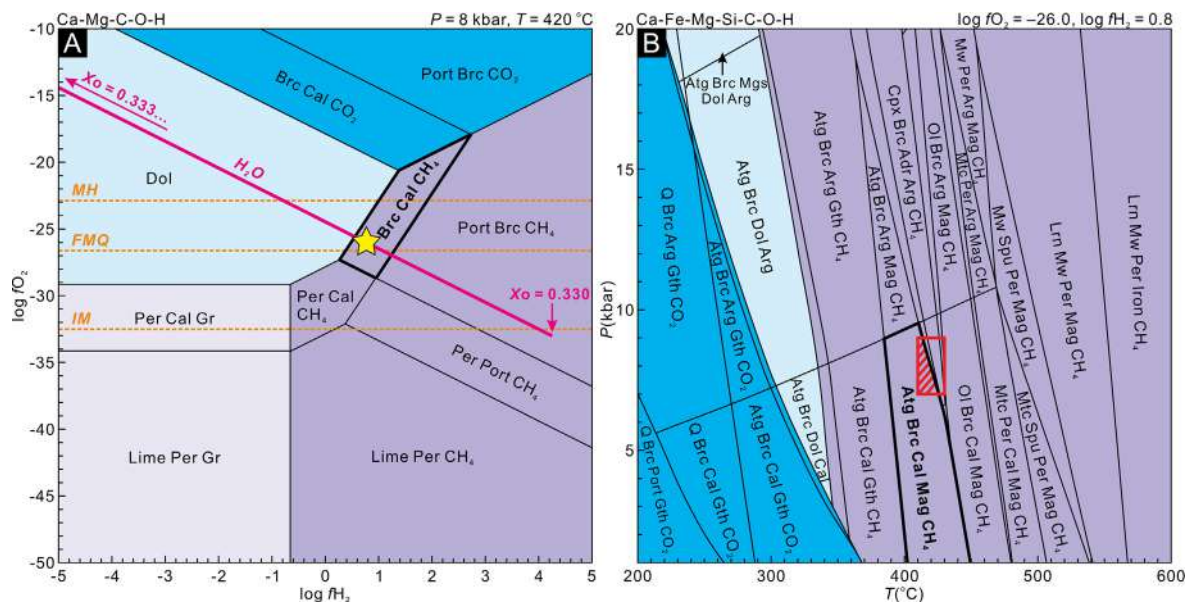 Ca-Mg-C-O-H
P = 8 kbar, T = 420 °C
A
Xo = 0.333...
Brc Cal CO₂
Port Brc CO₂
H₂O
Dol
MH
Brc Cal CH₄
Port Brc CH₄
FMQ
Xo = 0.330
Per Cal CH₄
Per Cal Gr
IM
Per Port CH₄
Lime Per Gr
Lime Per CH₄
log fO₂
-10
-15
-20
-25
-30
-35
-40
-45
-50
-5
-4
-3
-2
-1
0
1
2
3
4
5
log fH₂
Ca-Fe-Mg-Si-C-O-H
log fO₂ = −26.0, log fH₂ = 0.8
B
Atg Brc Mgs
Dol Arg
Q Brc Arg Gth CO₂
Atg Brc Arg Gth CO₂
Atg Brc Dol Arg
Atg Brc Arg Gth CH₄
Atg Brc Arg Mag CH₄
Cpx Brc Adr Arg CH₄
Ol Brc Arg Mag CH₄
Mtc Per Arg Mag CH₄
Mw Per Arg Mag CH₄
Mw Spu Per Mag CH₄
Lrn Mw Per Mag CH₄
Lrn Mw Per Iron CH₄
Q Brc Port Gth CO₂
Q Brc Cal Gth CO₂
Atg Brc Cal Gth CO₂
Atg Brc Dol Cal
Atg Brc Cal Gth CH₄
Atg Brc Cal Mag CH₄
Ol Brc Cal Mag CH₄
Mtc Per Cal Mag CH₄
Mtc Spu Per Mag CH₄
P(kbar)
20
15
10
5
200
300
400
500
600
T(°C)